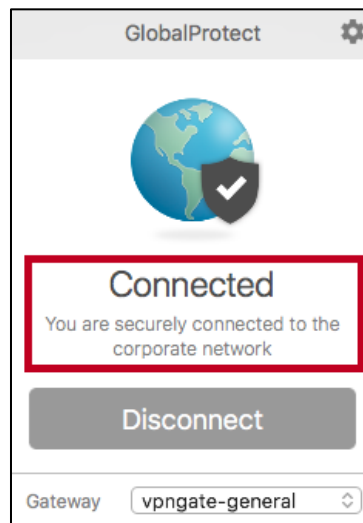 GlobalProtect
Connected
You are securely connected to the
corporate network
Disconnect
Gateway vpngate-general